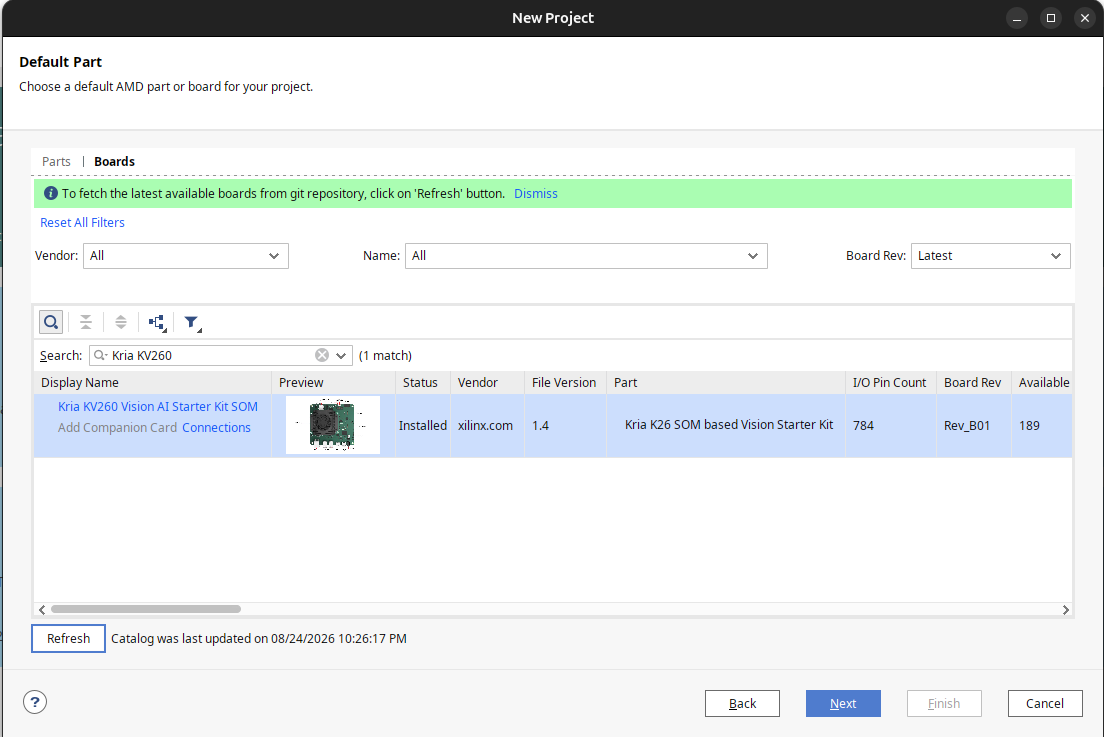 New Project
Default Part
Choose a default AMD part or board for your project.
Parts | Boards
To fetch the latest available boards from git repository, click on 'Refresh' button. Dismiss
Reset All Filters
Vendor: All Name: All Board Rev: Latest
Search: Kria KV260 (1 match)
Display Name Preview Status Vendor File Version Part I/O Pin Count Board Rev Available
Kria KV260 Vision AI Starter Kit SOM
Add Companion Card Connections
Installed xilinx.com 1.4 Kria K26 SOM based Vision Starter Kit 784 Rev_B01 189
Refresh Catalog was last updated on 08/24/2026 10:26:17 PM
? Back Next Finish Cancel